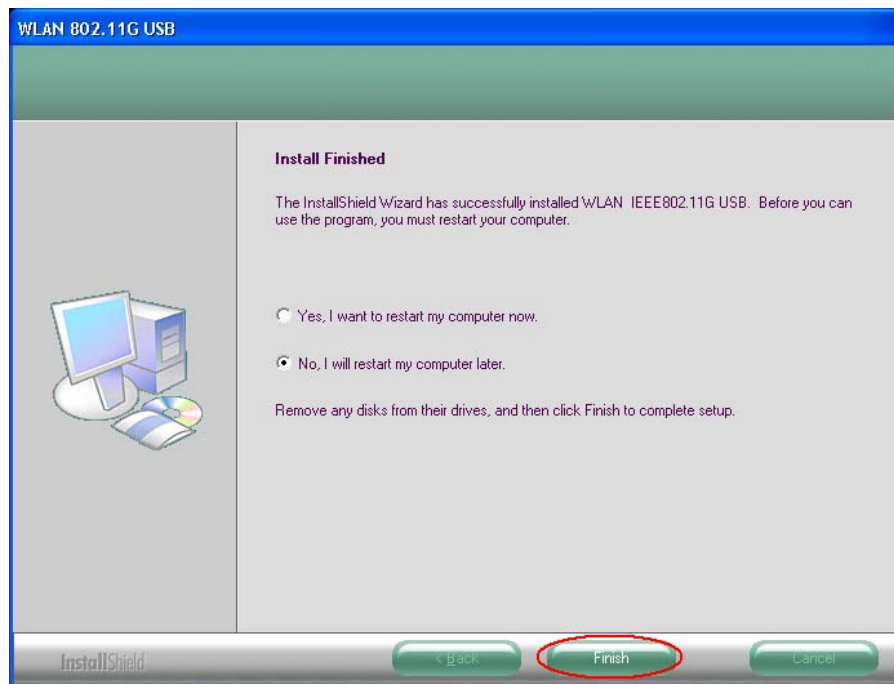 WLAN 802.11G USB
Install Finished
The InstallShield Wizard has successfully installed WLAN IEEE802.11G USB. Before you can
use the program, you must restart your computer.
Yes, I want to restart my computer now.
No, I will restart my computer later.
Remove any disks from their drives, and then click Finish to complete setup.
InstallShield
< Back
Finish
Cancel